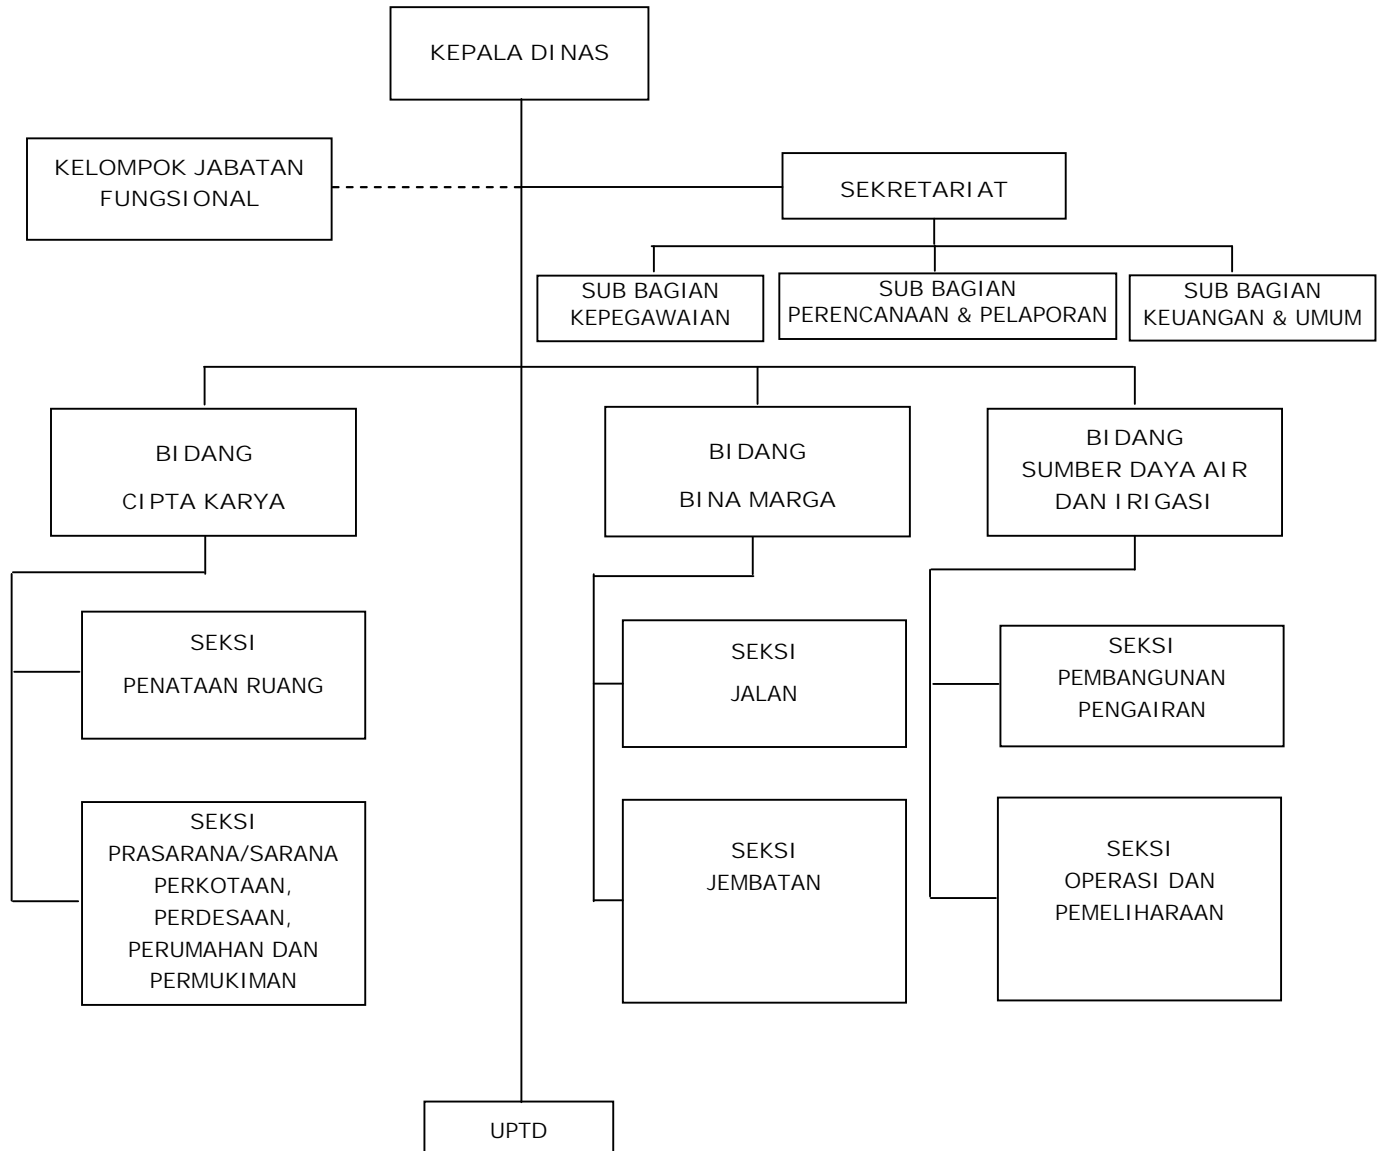 KEPALA DINAS
KELOMPOK JABATAN
FUNGSIONAL
SEKRETARIAT
SUB BAGIAN
KEPEGAWAIAN
SUB BAGIAN
PERENCANAAN & PELAPORAN
SUB BAGIAN
KEUANGAN & UMUM
BIDANG
CIPTA KARYA
BIDANG
BINA MARGA
BIDANG
SUMBER DAYA AIR
DAN IRIGASI
SEKSI
PENATAAN RUANG
SEKSI
JALAN
SEKSI
PEMBANGUNAN
PENGAIRAN
SEKSI
PRASARANA/SARANA
PERKOTAAN,
PERDESAAN,
PERUMAHAN DAN
PERMUKIMAN
SEKSI
JEMBATAN
SEKSI
OPERASI DAN
PEMELIHARAAN
UPTD